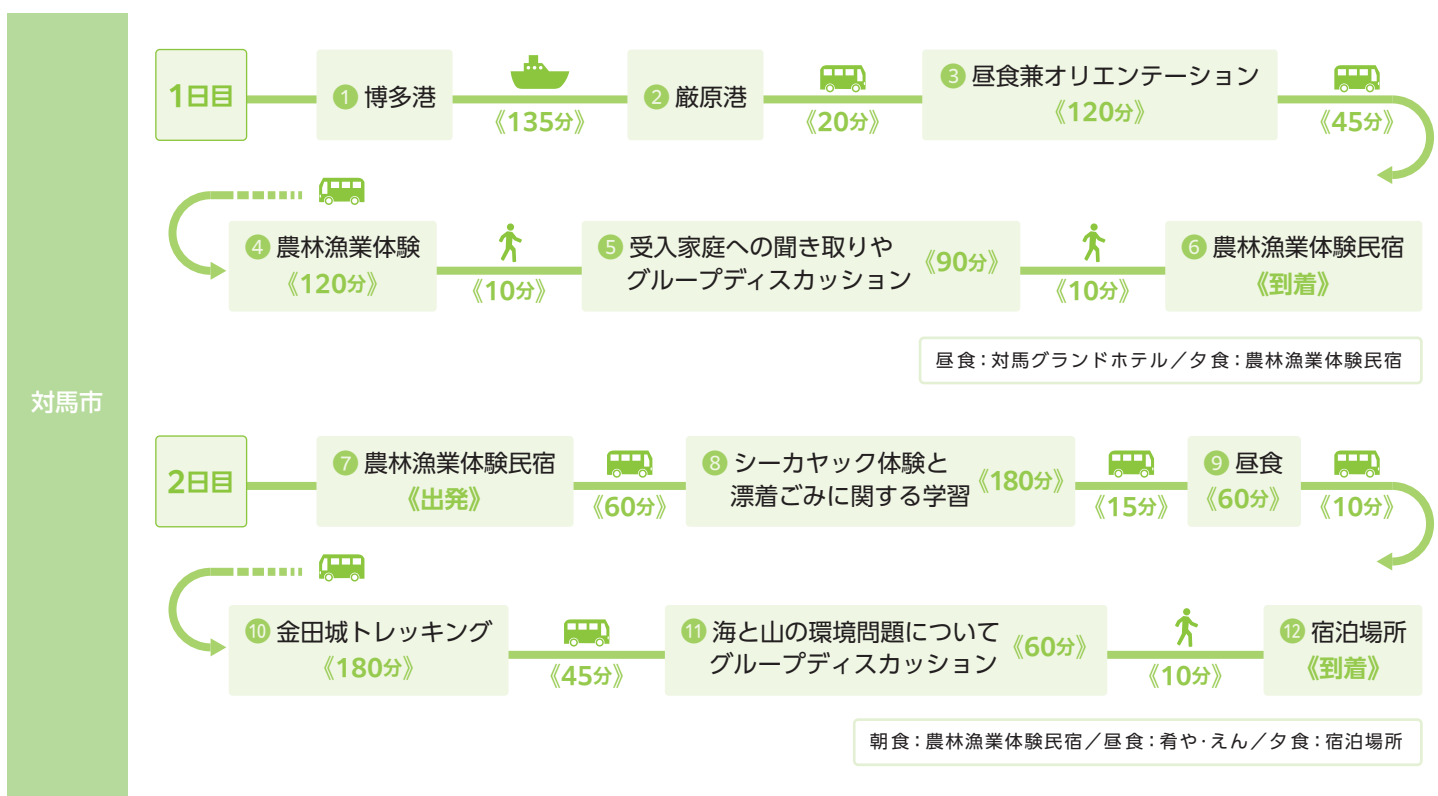 対馬市
1日目
❶ 博多港
《135分》
❷ 厳原港
《20分》
❸ 昼食兼オリエンテーション
《120分》
《45分》
❹ 農林漁業体験
《120分》
《10分》
❺ 受入家庭への聞き取りや
グループディスカッション
《90分》
《10分》
❻ 農林漁業体験民宿
《到着》
昼食：対馬グランドホテル／夕食：農林漁業体験民宿
2日目
❼ 農林漁業体験民宿
《出発》
《60分》
❽ シーカヤック体験と
漂着ごみに関する学習
《180分》
《15分》
❾ 昼食
《60分》
《10分》
❿ 金田城トレッキング
《180分》
《45分》
⓫ 海と山の環境問題について
グループディスカッション
《60分》
《10分》
⓬ 宿泊場所
《到着》
朝食：農林漁業体験民宿／昼食：肴や・えん／夕食：宿泊場所